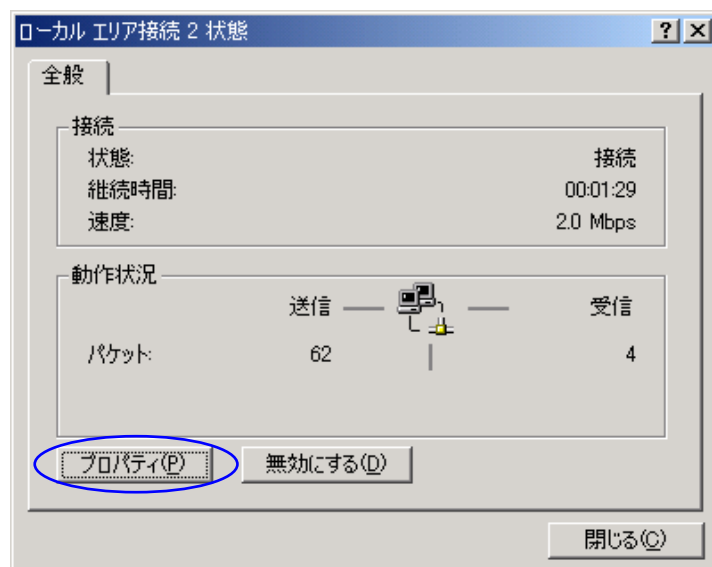 ローカル エリア接続 2 状態
全般
接続
状態: 接続
継続時間: 00:01:29
速度: 2.0 Mbps
動作状況
送信 受信
パケット: 62 4
プロパティ(P) 無効にする(D)
閉じる(C)